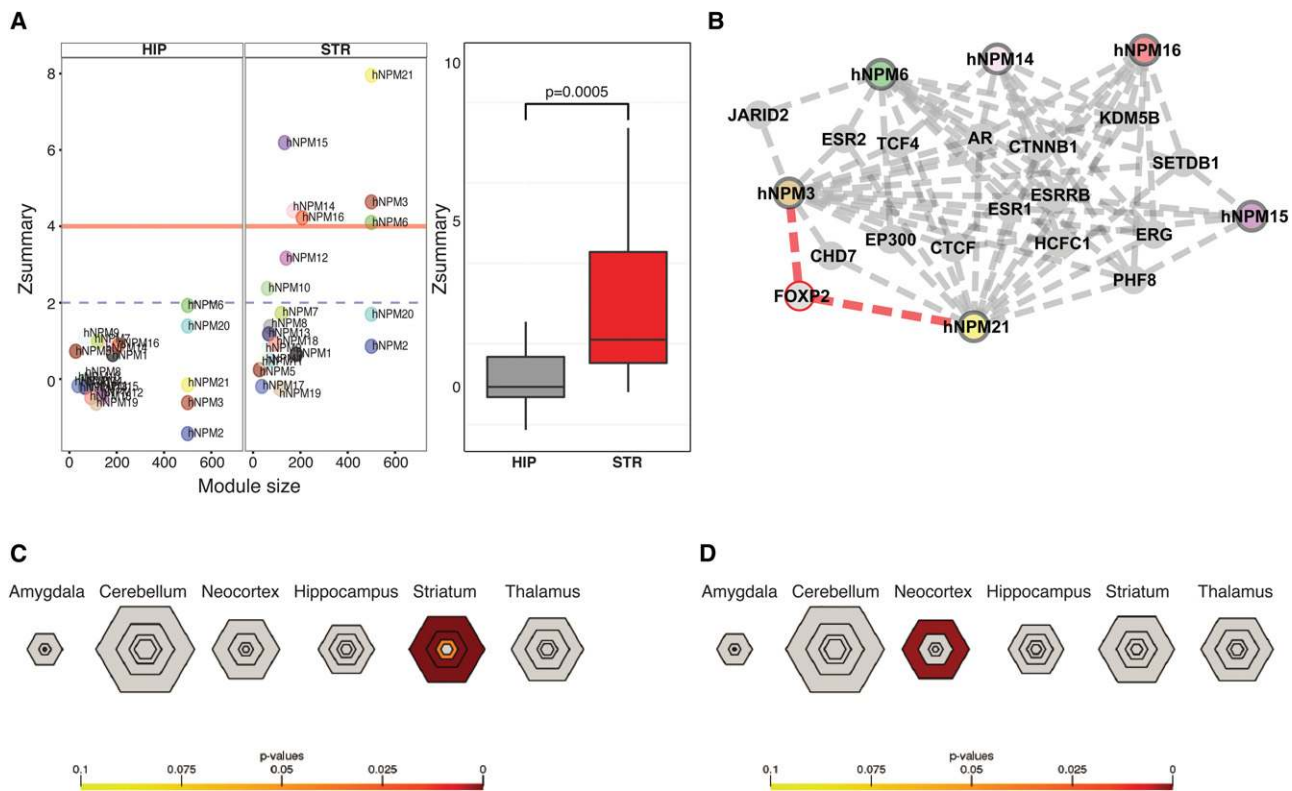 A
HIP
STR
Zsummary
8
6
4
2
0
hNPM6
hNPM20
hNPM9
hNPM16
hNPM14
hNPM1
hNPM8
hNPM12
hNPM19
hNPM21
hNPM3
hNPM2
hNPM21
hNPM15
hNPM14
hNPM16
hNPM3
hNPM6
hNPM12
hNPM10
hNPM7
hNPM8
hNPM13
hNPM18
hNPM1
hNPM11
hNPM5
hNPM17
hNPM19
hNPM20
hNPM2
0 200 400 600
0 200 400 600
Module size
Zsummary
10
5
0
p=0.0005
HIP STR
B
hNPM6
hNPM14
hNPM16
JARID2
ESR2
TCF4
AR
CTNNB1
KDM5B
SETDB1
hNPM3
ESRRB
ESR1
hNPM15
CHD7
EP300
CTCF
HCFC1
ERG
PHF8
FOXP2
hNPM21
C
Amygdala Cerebellum Neocortex Hippocampus Striatum Thalamus
p-values
0.1 0.075 0.05 0.025 0
D
Amygdala Cerebellum Neocortex Hippocampus Striatum Thalamus
p-values
0.1 0.075 0.05 0.025 0